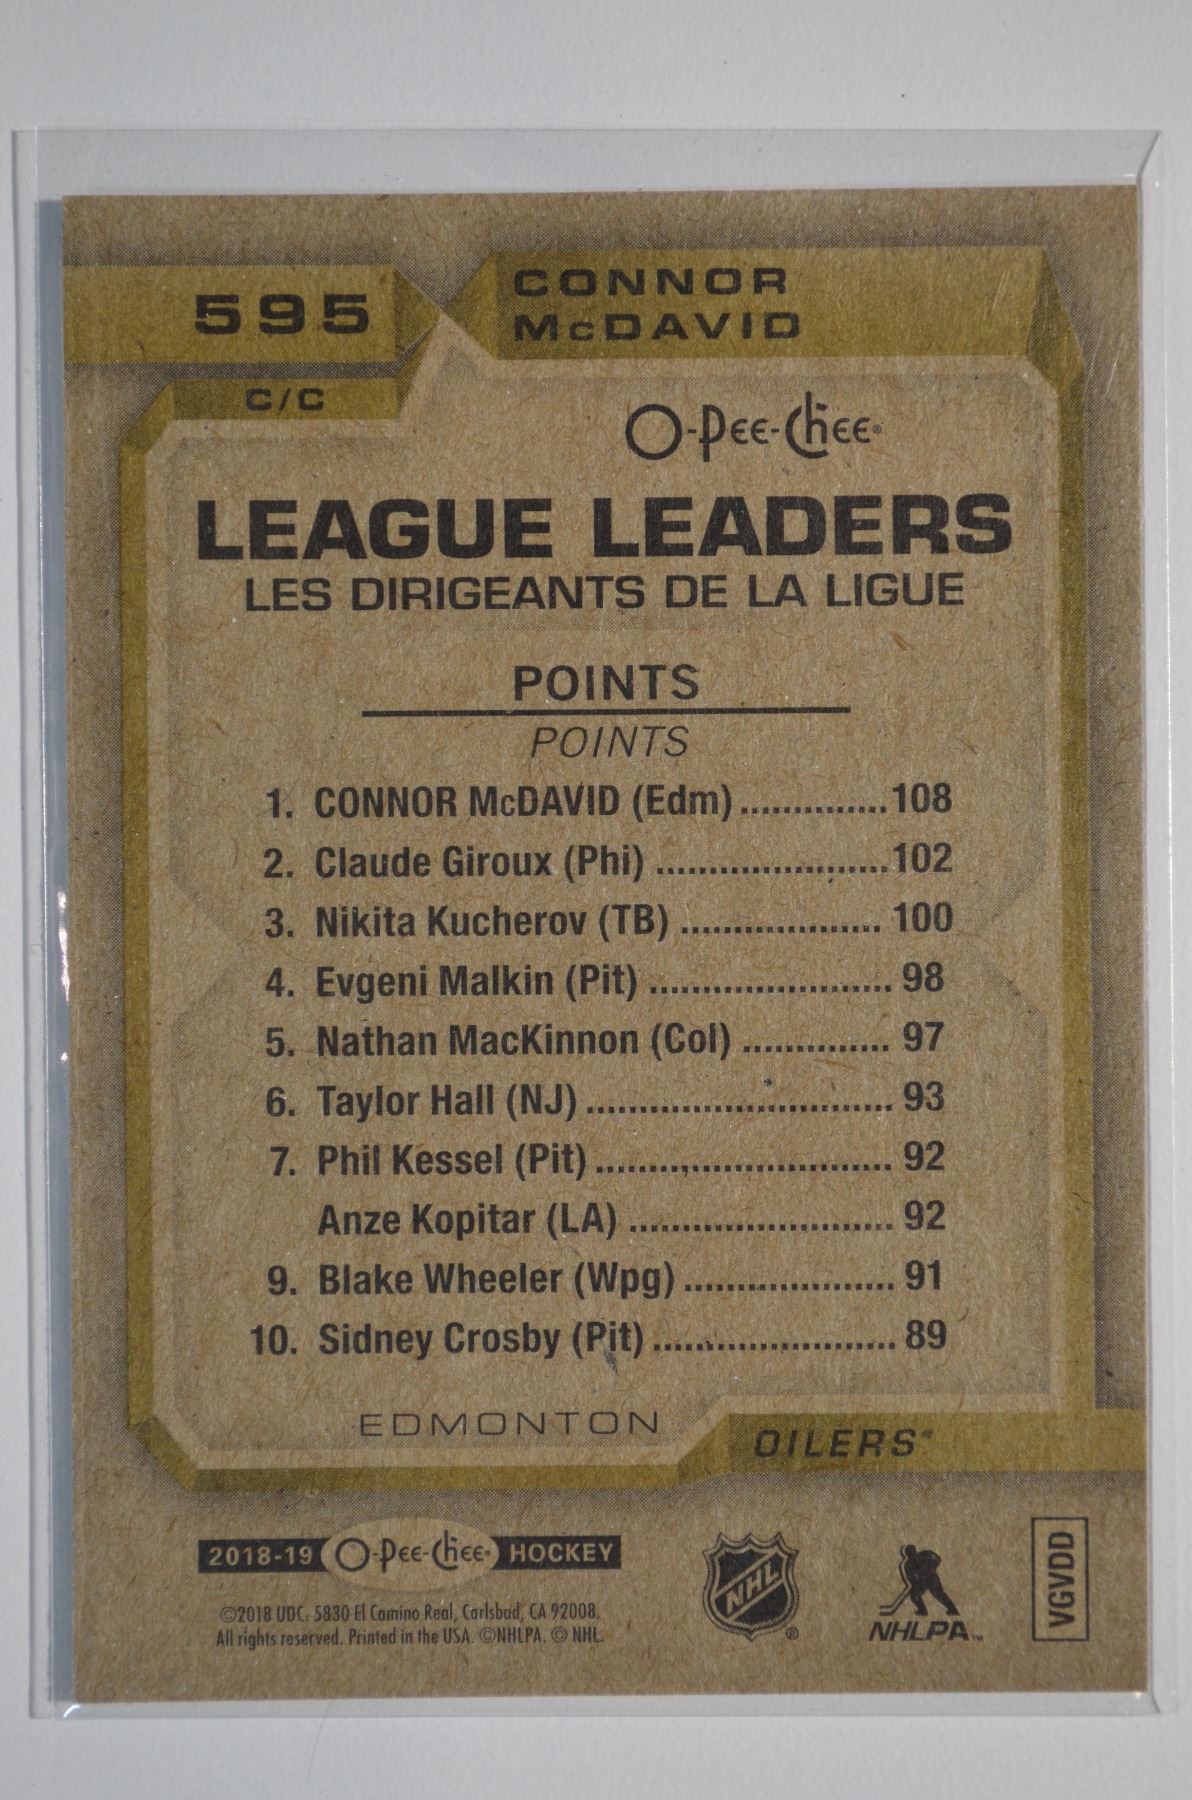 595
CONNOR
McDAVID
C/C
O-Pee-Chee®
LEAGUE LEADERS
LES DIRIGEANTS DE LA LIGUE
POINTS
POINTS
1. CONNOR McDAVID (Edm)..............108
2. Claude Giroux (Phi) ......................102
3. Nikita Kucherov (TB) ................... 100
4. Evgeni Malkin (Pit) ....................... 98
5. Nathan MacKinnon (Col) .............. 97
6. Taylor Hall (NJ) ............................. 93
7. Phil Kessel (Pit) ............................ 92
Anze Kopitar (LA) ......................... 92
9. Blake Wheeler (Wpg) .................... 91
10. Sidney Crosby (Pit) ....................... 89
EDMONTON
OILERS®
2018-19 O-Pee-Chee® HOCKEY
©2018 UDC. 5830 El Camino Real, Carlsbad, CA 92008.
All rights reserved. Printed in the USA. ©NHLPA. © NHL.
NHL®
NHLPA™
VGVDD